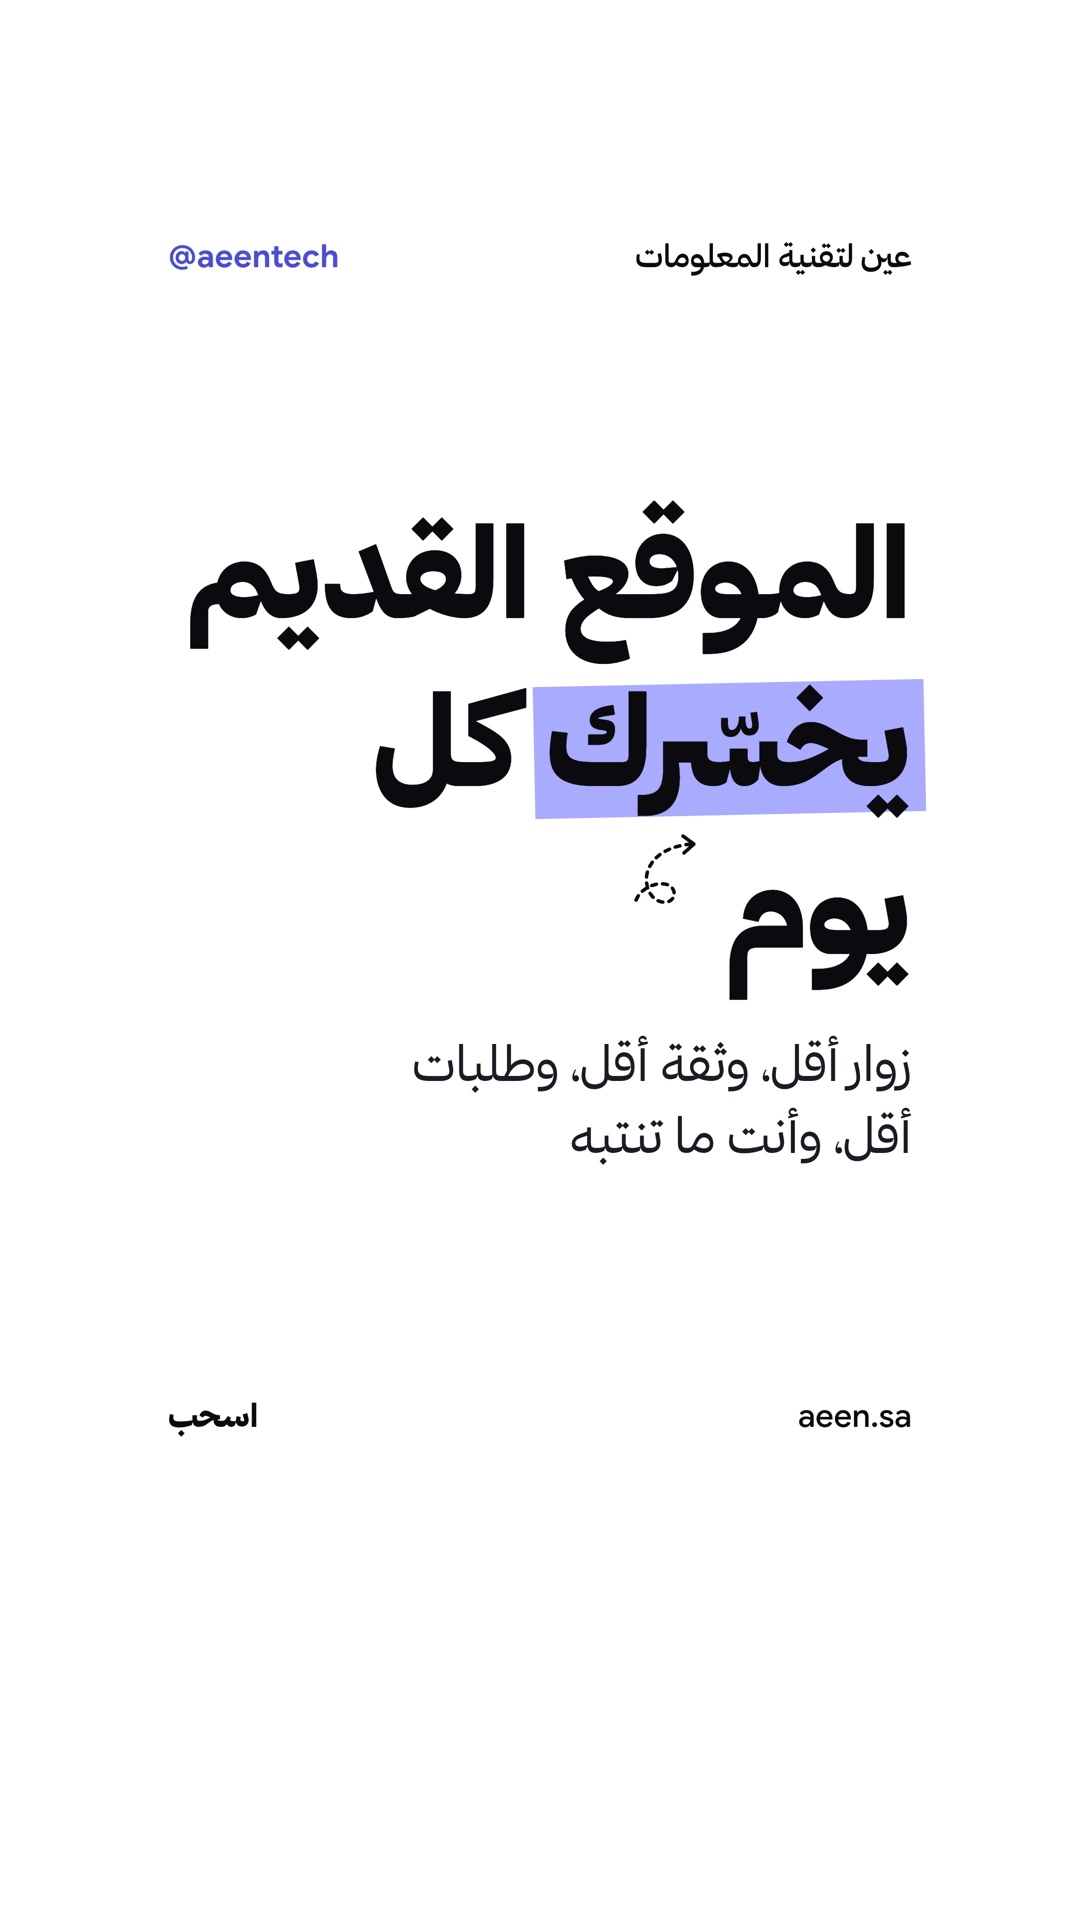 عين لتقنية المعلومات
@aeentech
الموقع القديم
يخسّرك كل
يوم
زوار أقل، وثقة أقل، وطلبات
أقل، وأنت ما تنتبه
aeen.sa
اسحب